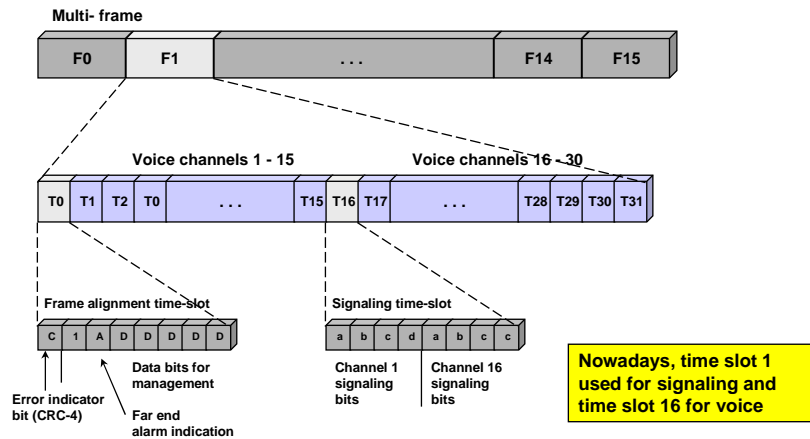 Multi- frame
F0 F1 . . . F14 F15
Voice channels 1 - 15 Voice channels 16 - 30
T0 T1 T2 T0 . . . T15 T16 T17 . . . T28 T29 T30 T31
Frame alignment time-slot
C 1 A D D D D D
Data bits for
management
Error indicator
bit (CRC-4)
Far end
alarm indication
Signaling time-slot
a b c d a b c c
Channel 1
signaling
bits
Channel 16
signaling
bits
Nowadays, time slot 1
used for signaling and
time slot 16 for voice